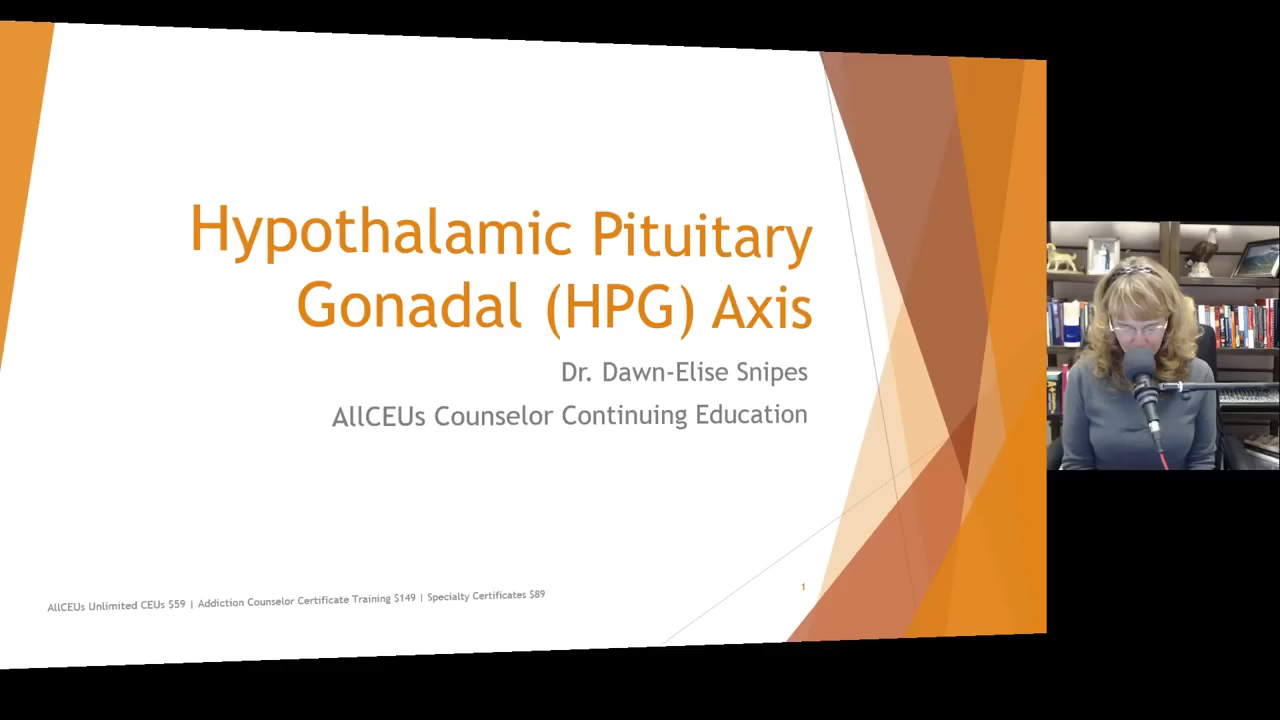 Hypothalamic Pituitary
Gonadal (HPG) Axis
Dr. Dawn-Elise Snipes
AllCEUs Counselor Continuing Education
AllCEUs Unlimited CEUs $59 | Addiction Counselor Certificate Training $149 | Specialty Certificates $89
1